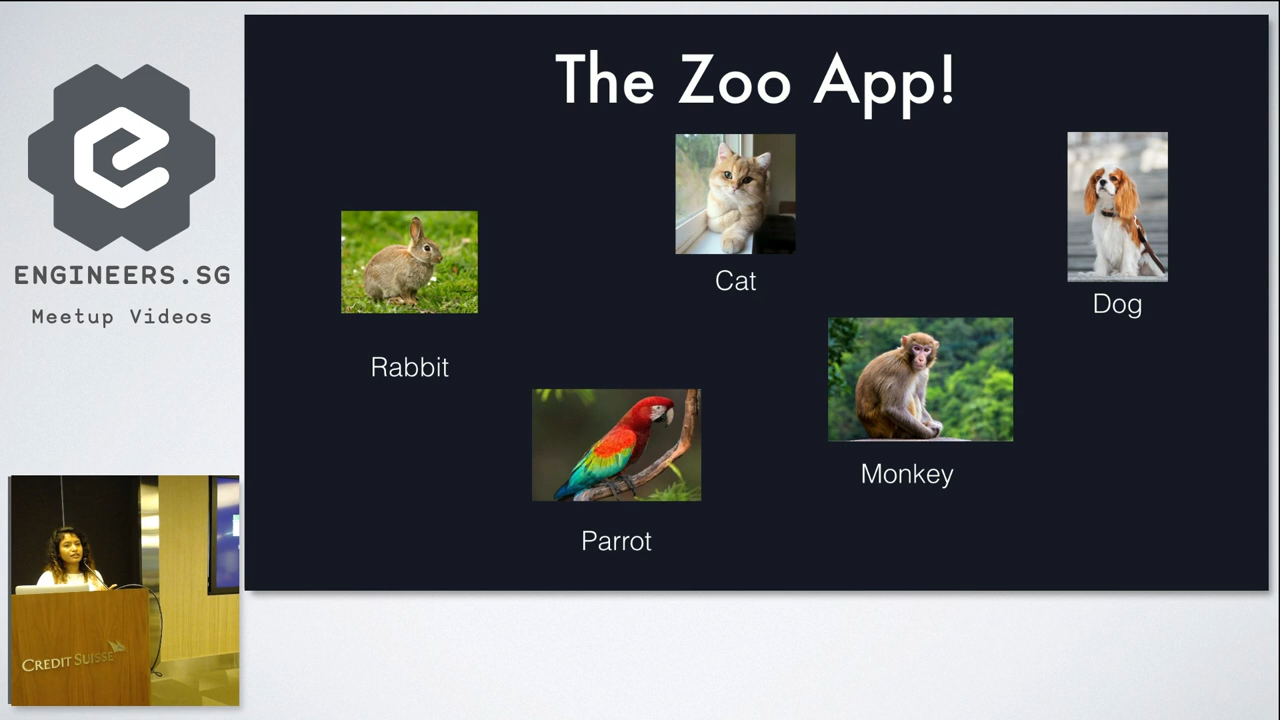 ENGINEERS.SG
Meetup Videos
The Zoo App!
Cat
Dog
Rabbit
Monkey
Parrot
CREDIT SUISSE